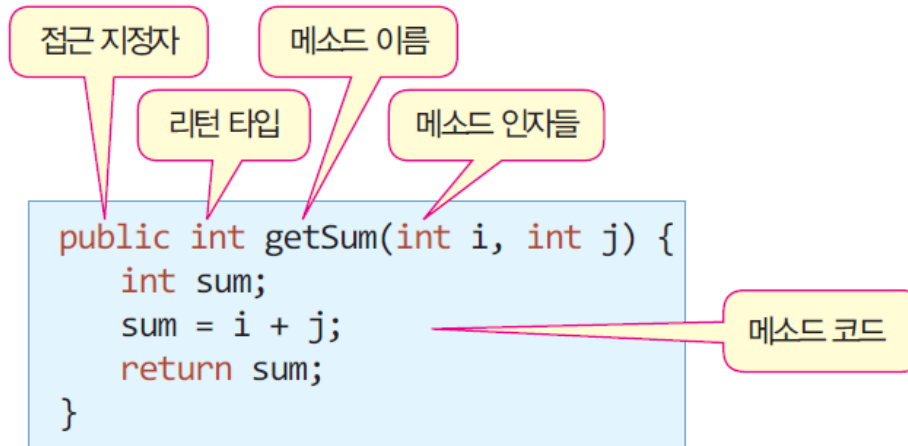 접근 지정자
메소드 이름
리턴 타입
메소드 인자들
public int getSum(int i, int j) {
int sum;
sum = i + j;
return sum;
}
메소드 코드